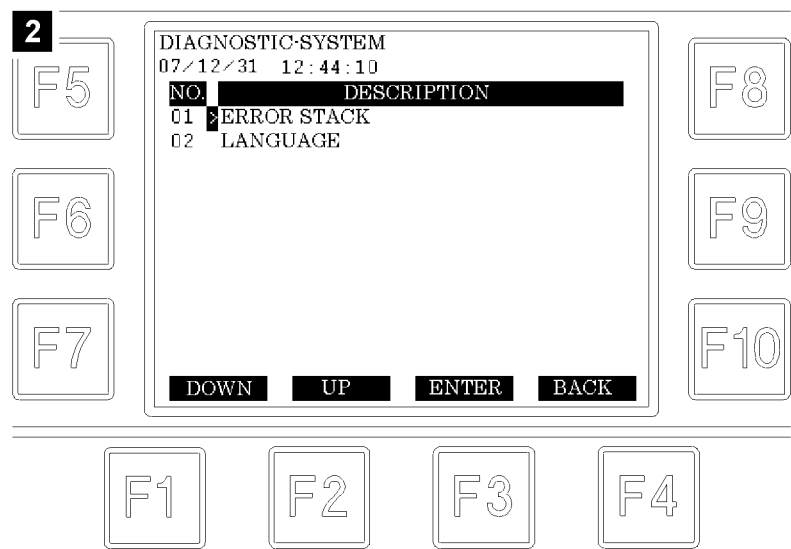 2
F5
F8
DIAGNOSTIC-SYSTEM
07/12/31 12:44:10
NO. DESCRIPTION
01 >ERROR STACK
02 LANGUAGE
F6
F9
F7
F10
DOWN UP ENTER BACK
F1 F2 F3 F4